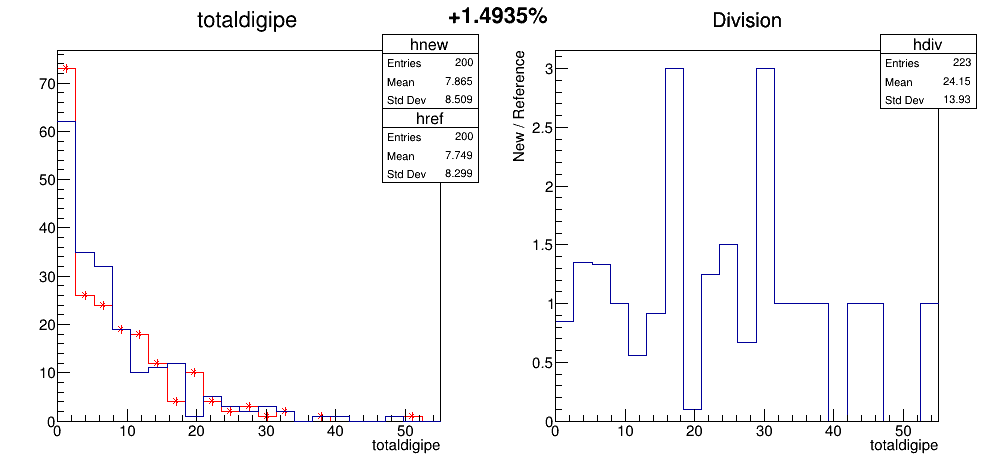 +1.4935%
totaldigipe
hnew
Entries 200
Mean 7.865
Std Dev 8.509
href
Entries 200
Mean 7.749
Std Dev 8.299
70
60
50
40
30
20
10
0
0 10 20 30 40 50
totaldigipe
Division
hdiv
Entries 223
Mean 24.15
Std Dev 13.93
New / Reference
3
2.5
2
1.5
1
0.5
0
0 10 20 30 40 50
totaldigipe